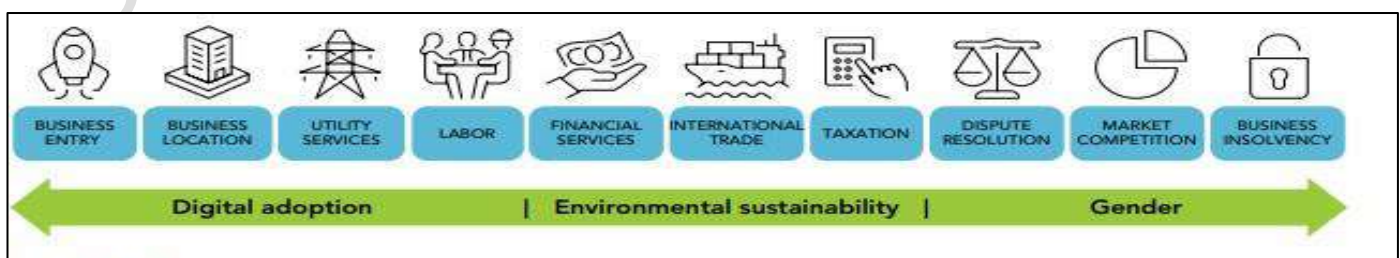 BUSINESS
ENTRY
BUSINESS
LOCATION
UTILITY
SERVICES
LABOR
FINANCIAL
SERVICES
INTERNATIONAL
TRADE
TAXATION
DISPUTE
RESOLUTION
MARKET
COMPETITION
BUSINESS
INSOLVENCY
Digital adoption | Environmental sustainability | Gender